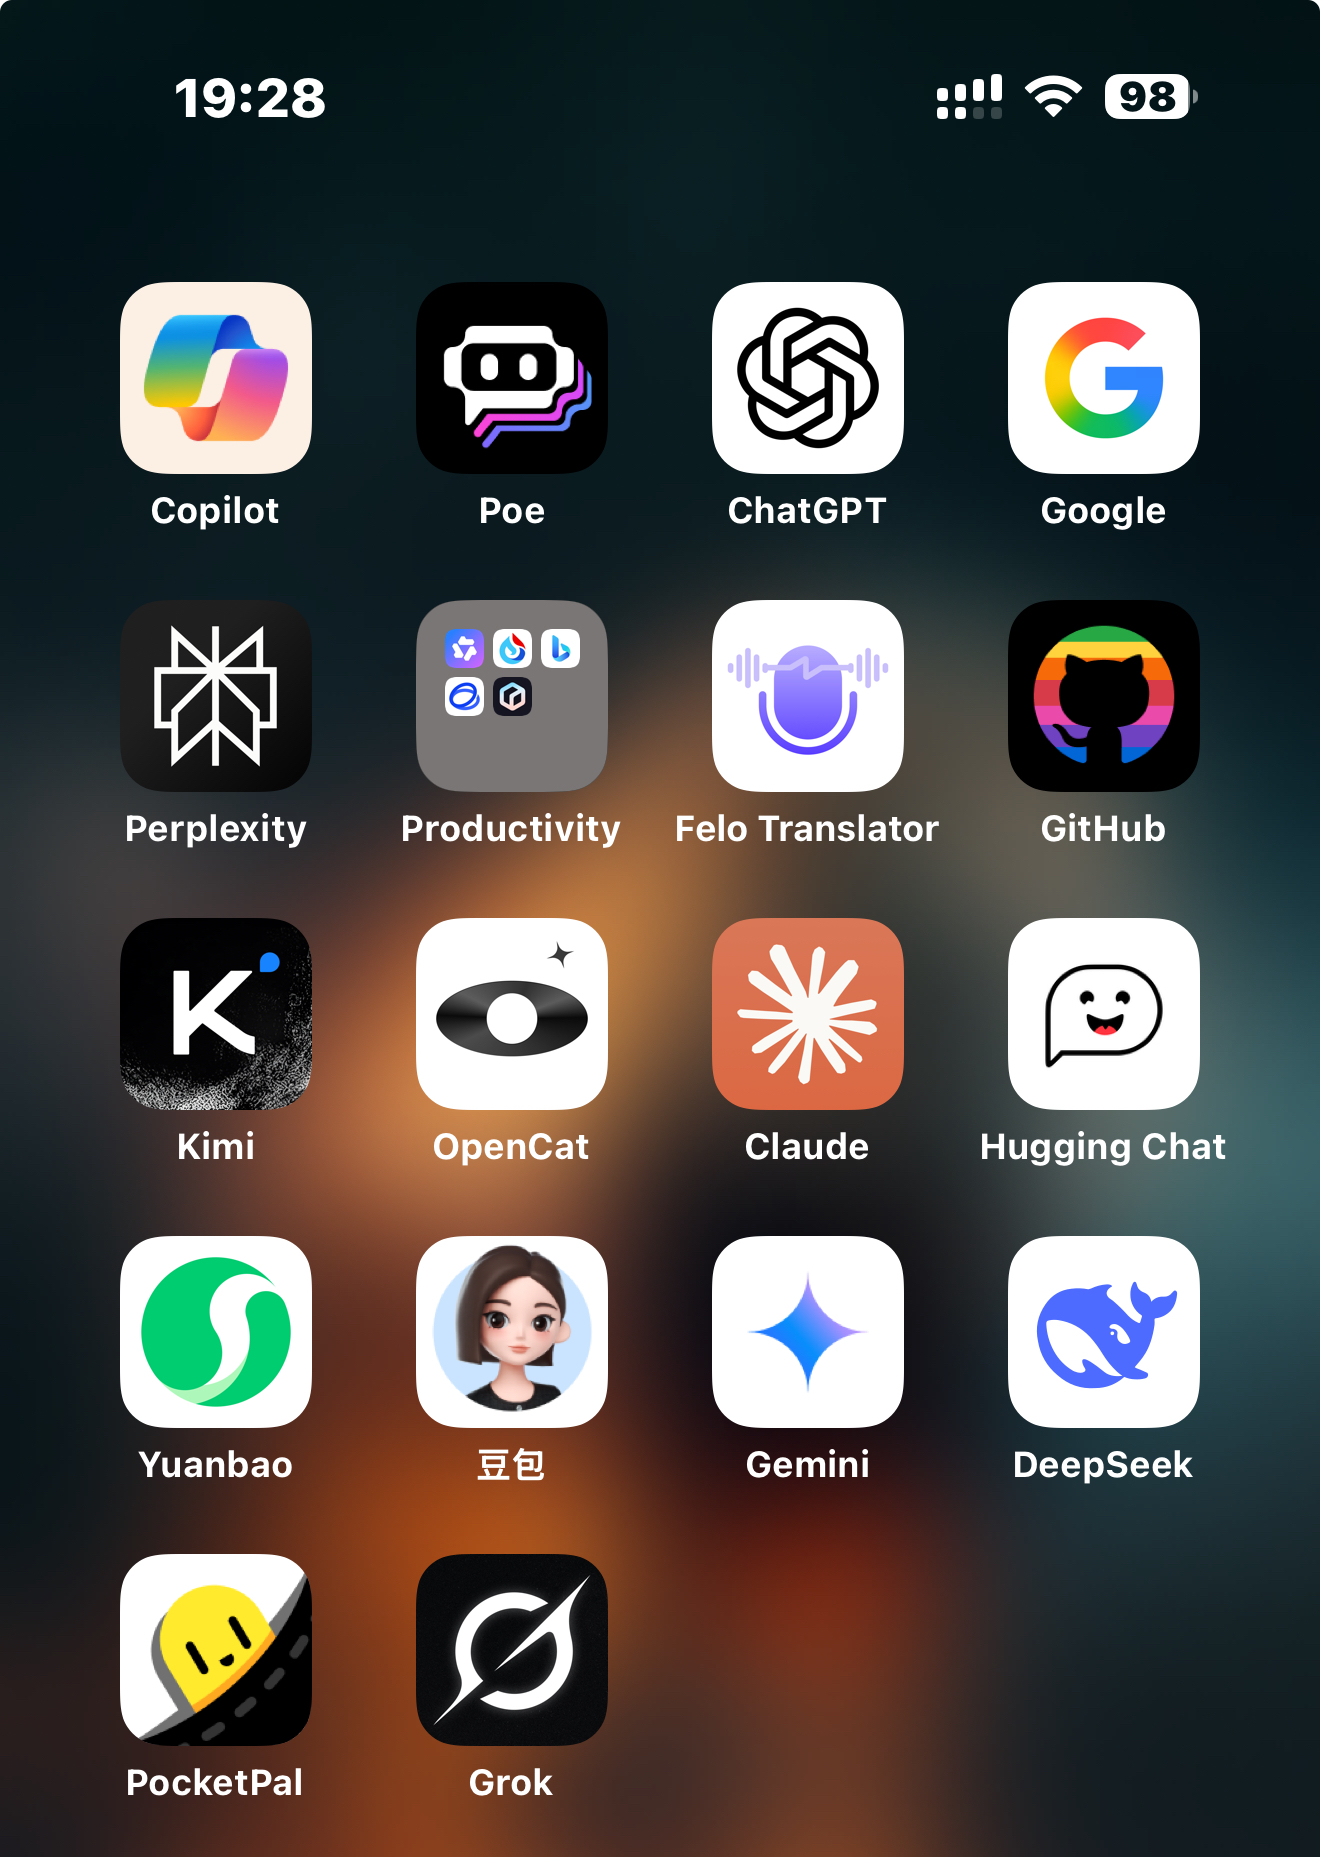 19:28
98
Copilot
Poe
ChatGPT
Google
Perplexity
Productivity
Felo Translator
GitHub
Kimi
OpenCat
Claude
Hugging Chat
Yuanbao
豆包
Gemini
DeepSeek
PocketPal
Grok